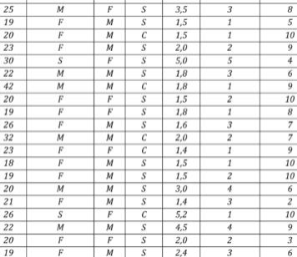 25 M F S 3,5 3 8
19 F M S 1,5 1 5
20 F M C 1,5 1 10
23 F M S 2,0 2 9
30 S F S 5,0 5 4
22 M M S 1,8 3 6
42 M M C 1,8 1 9
20 F F S 1,5 2 10
19 F F S 1,8 1 8
26 F M S 1,6 3 7
32 M M C 2,0 2 7
23 F F C 1,4 1 9
18 F M S 1,5 1 10
19 F M S 1,5 2 10
20 M M S 3,0 4 6
21 F M S 1,4 3 2
26 S F C 5,2 1 10
22 M M S 4,5 4 9
20 F F S 2,0 2 3
19 F M S 2,4 3 6